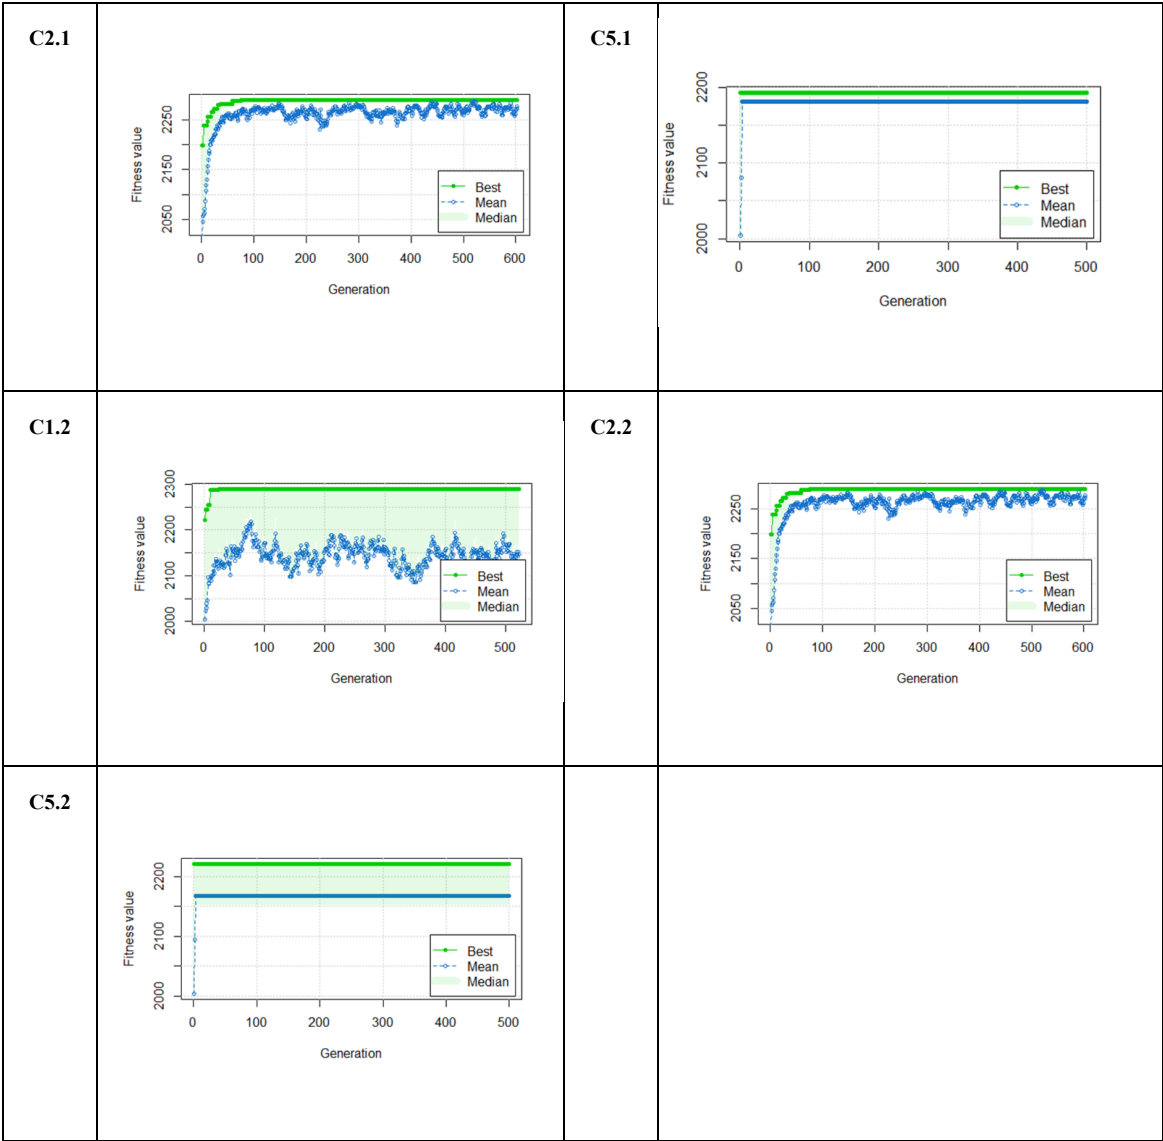 C2.1
Fitness value
2250
2150
2050
Best
Mean
Median
0 100 200 300 400 500 600
Generation
C5.1
Fitness value
2200
2100
2000
Best
Mean
Median
0 100 200 300 400 500
Generation
C1.2
Fitness value
2300
2200
2100
2000
Best
Mean
Median
0 100 200 300 400 500
Generation
C2.2
Fitness value
2250
2150
2050
Best
Mean
Median
0 100 200 300 400 500 600
Generation
C5.2
Fitness value
2200
2100
2000
Best
Mean
Median
0 100 200 300 400 500
Generation